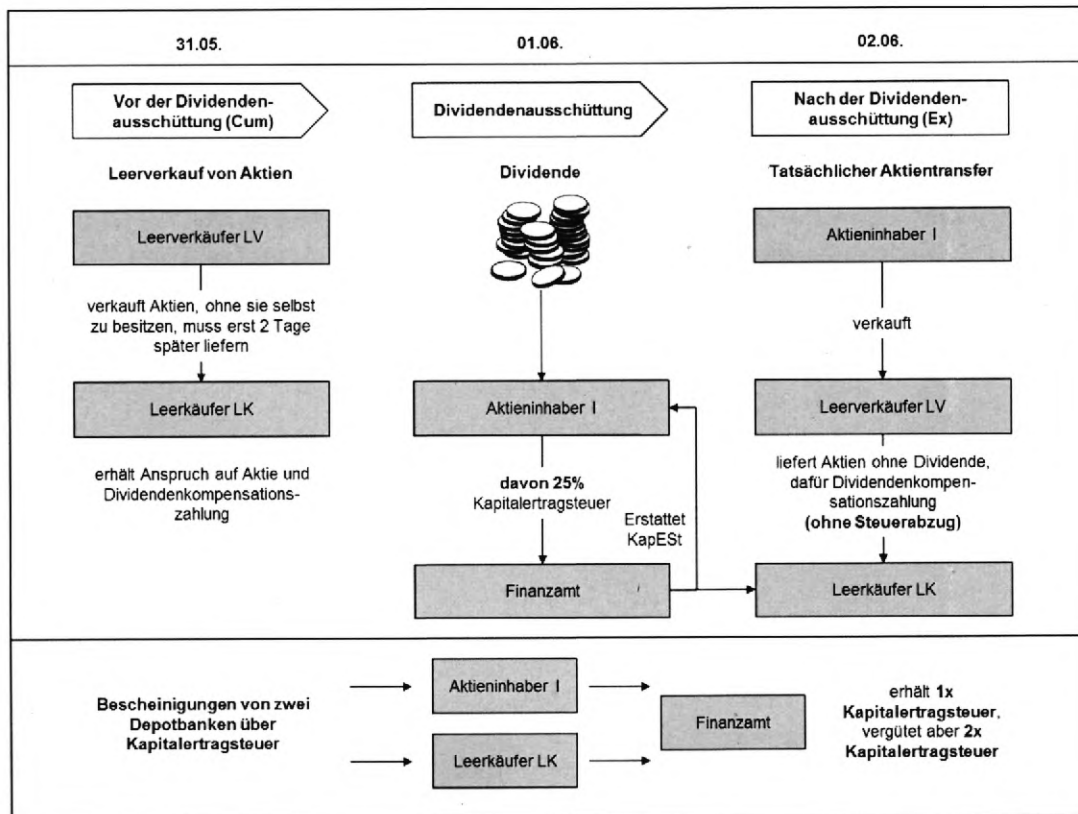 31.05.
01.06.
02.06.
Vor der Dividenden-
ausschüttung (Cum)
Dividendenausschüttung
Nach der Dividenden-
ausschüttung (Ex)
Leerverkauf von Aktien
Dividende
Tatsächlicher Aktientransfer
Leerverkäufer LV
Aktieninhaber I
verkauft Aktien, ohne sie selbst
zu besitzen, muss erst 2 Tage
später liefern
verkauft
Leerkäufer LK
Aktieninhaber I
Leerverkäufer LV
erhält Anspruch auf Aktie und
Dividendenkompensations-
zahlung
davon 25%
Kapitalertragsteuer
Erstattet
KapESt
liefert Aktien ohne Dividende,
dafür Dividendenkompen-
sationszahlung
(ohne Steuerabzug)
Finanzamt
Leerkäufer LK
Bescheinigungen von zwei
Depotbanken über
Kapitalertragsteuer
Aktieninhaber I
Leerkäufer LK
Finanzamt
erhält 1x
Kapitalertragsteuer,
vergütet aber 2x
Kapitalertragsteuer